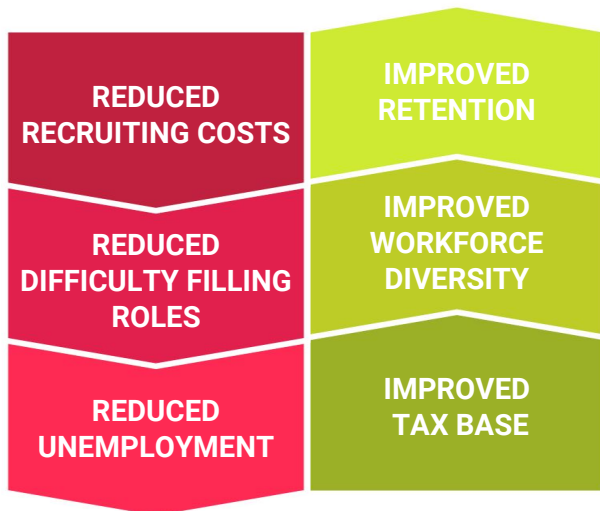 REDUCED
RECRUITING COSTS
REDUCED
DIFFICULTY FILLING
ROLES
REDUCED
UNEMPLOYMENT
IMPROVED
RETENTION
IMPROVED
WORKFORCE
DIVERSITY
IMPROVED
TAX BASE